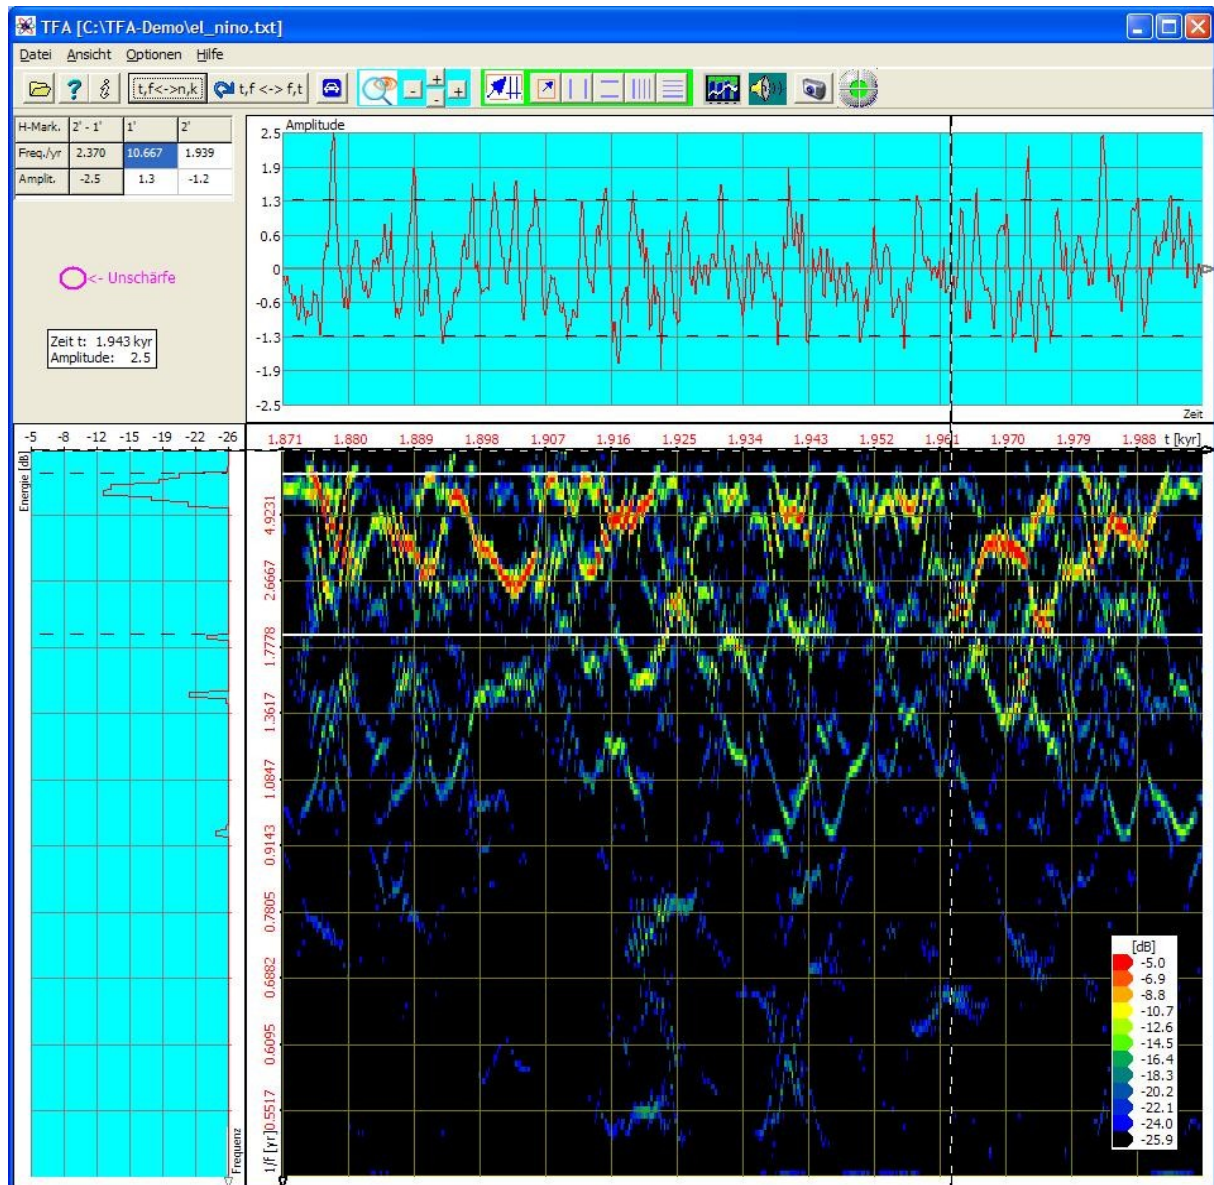 TFA [C:\TFA-Demo\el_nino.txt]
Datei Ansicht Optionen Hilfe
t,f<->n,k t,f <-> f,t - + - +
H-Mark. 2' - 1' 1' 2'
Freq./yr 2.370 10.667 1.939
Amplit. -2.5 1.3 -1.2
<- Unschärfe
Zeit t: 1.943 kyr
Amplitude: 2.5
Amplitude
2.5
1.9
1.3
0.6
0
-0.6
-1.3
-1.9
-2.5
Zeit
-5 -8 -12 -15 -19 -22 -26
Energie [dB]
Frequenz
1.871 1.880 1.889 1.898 1.907 1.916 1.925 1.934 1.943 1.952 1.961 1.970 1.979 1.988 t [kyr]
4.9231
2.6667
1.7778
1.3617
1.0847
0.9143
0.7805
0.6882
0.6095
0.5517
1/f [yr]
[dB]
-5.0
-6.9
-8.8
-10.7
-12.6
-14.5
-16.4
-18.3
-20.2
-22.1
-24.0
-25.9